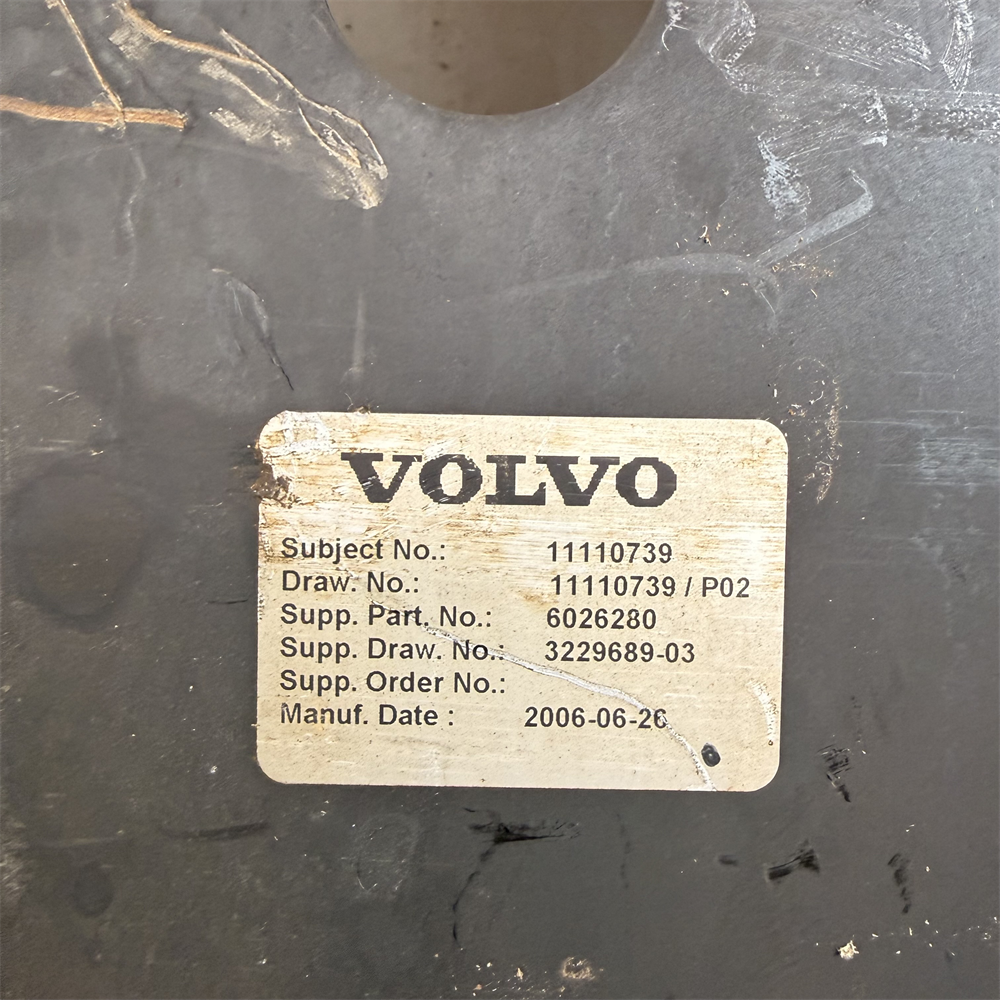 VOLVO
Subject No.: 11110739
Draw. No.: 11110739 / P02
Supp. Part. No.: 6026280
Supp. Draw. No.: 3229689-03
Supp. Order No.:
Manuf. Date : 2006-06-26